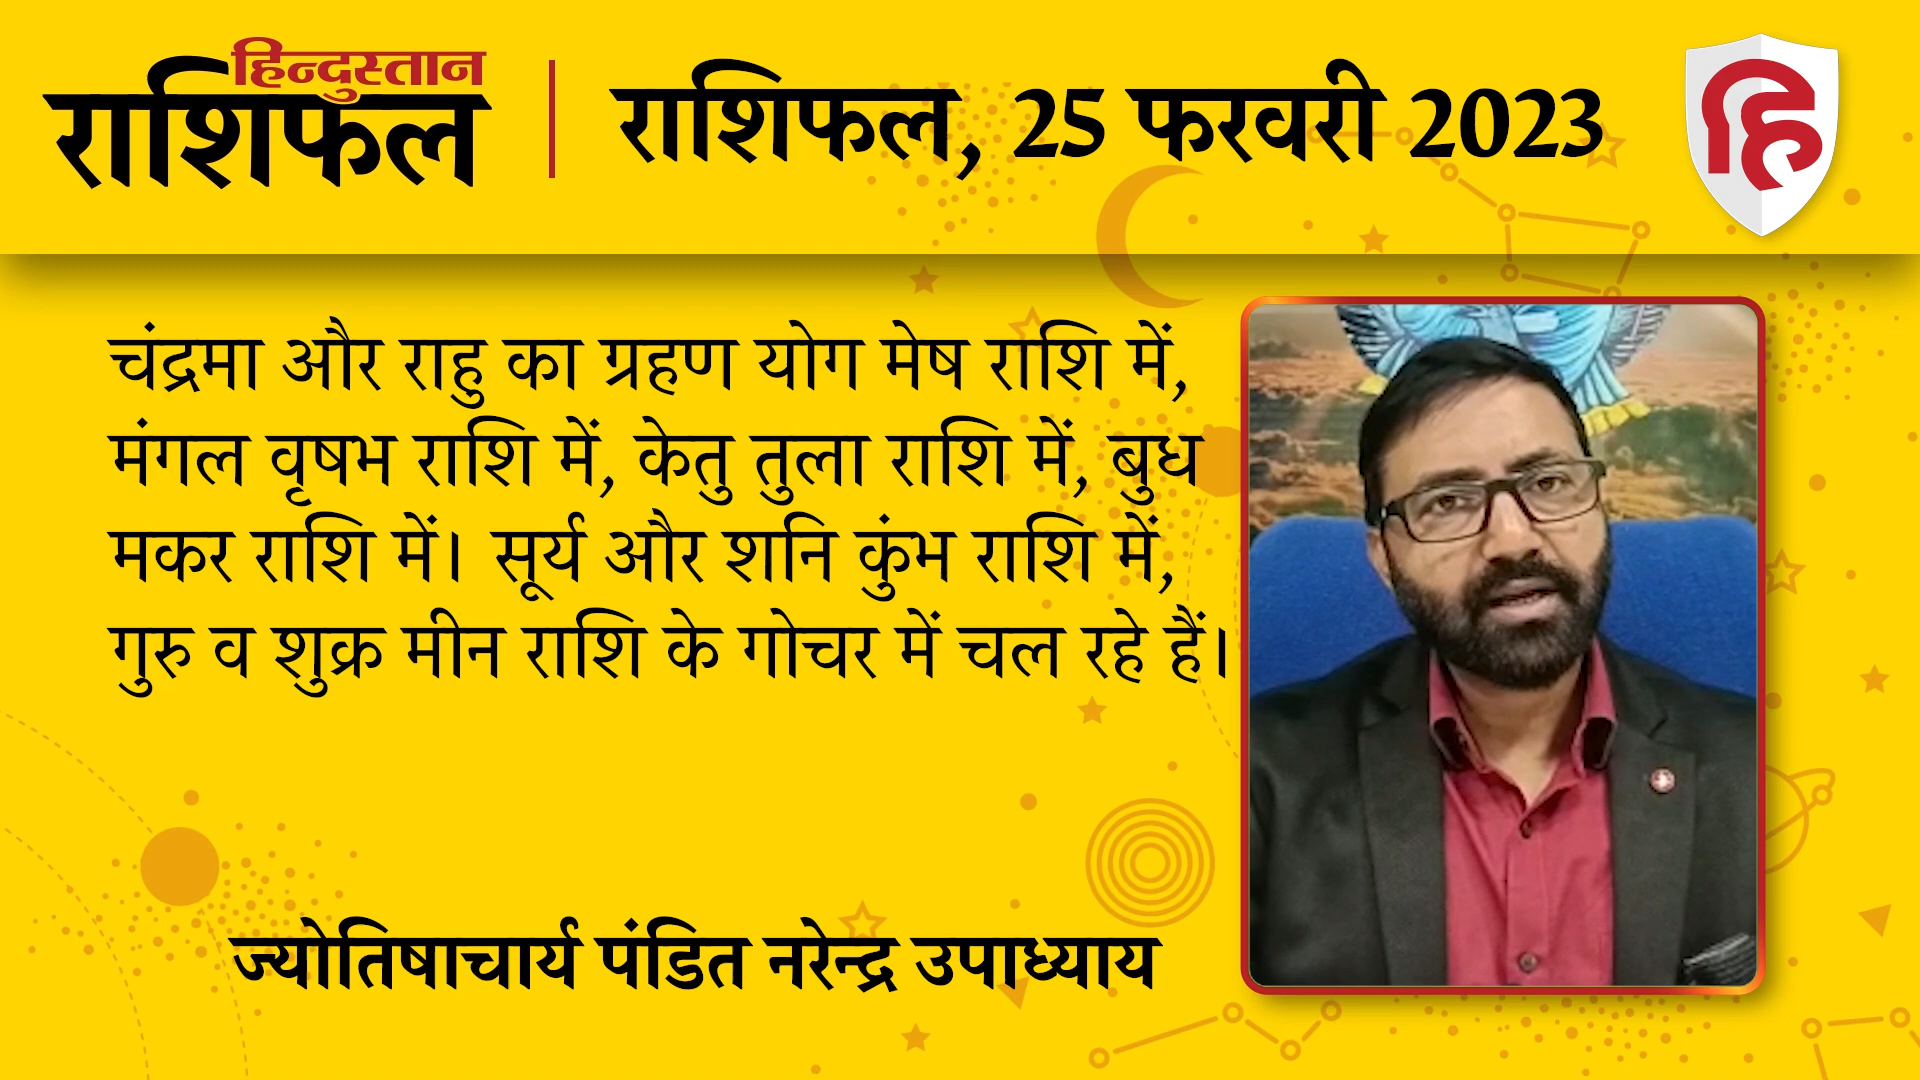 हिन्दुस्तान
राशिफल
राशिफल, 25 फरवरी 2023
हि
चंद्रमा और राहु का ग्रहण योग मेष राशि में,
मंगल वृषभ राशि में, केतु तुला राशि में, बुध
मकर राशि में। सूर्य और शनि कुंभ राशि में,
गुरु व शुक्र मीन राशि के गोचर में चल रहे हैं।
ज्योतिषाचार्य पंडित नरेन्द्र उपाध्याय